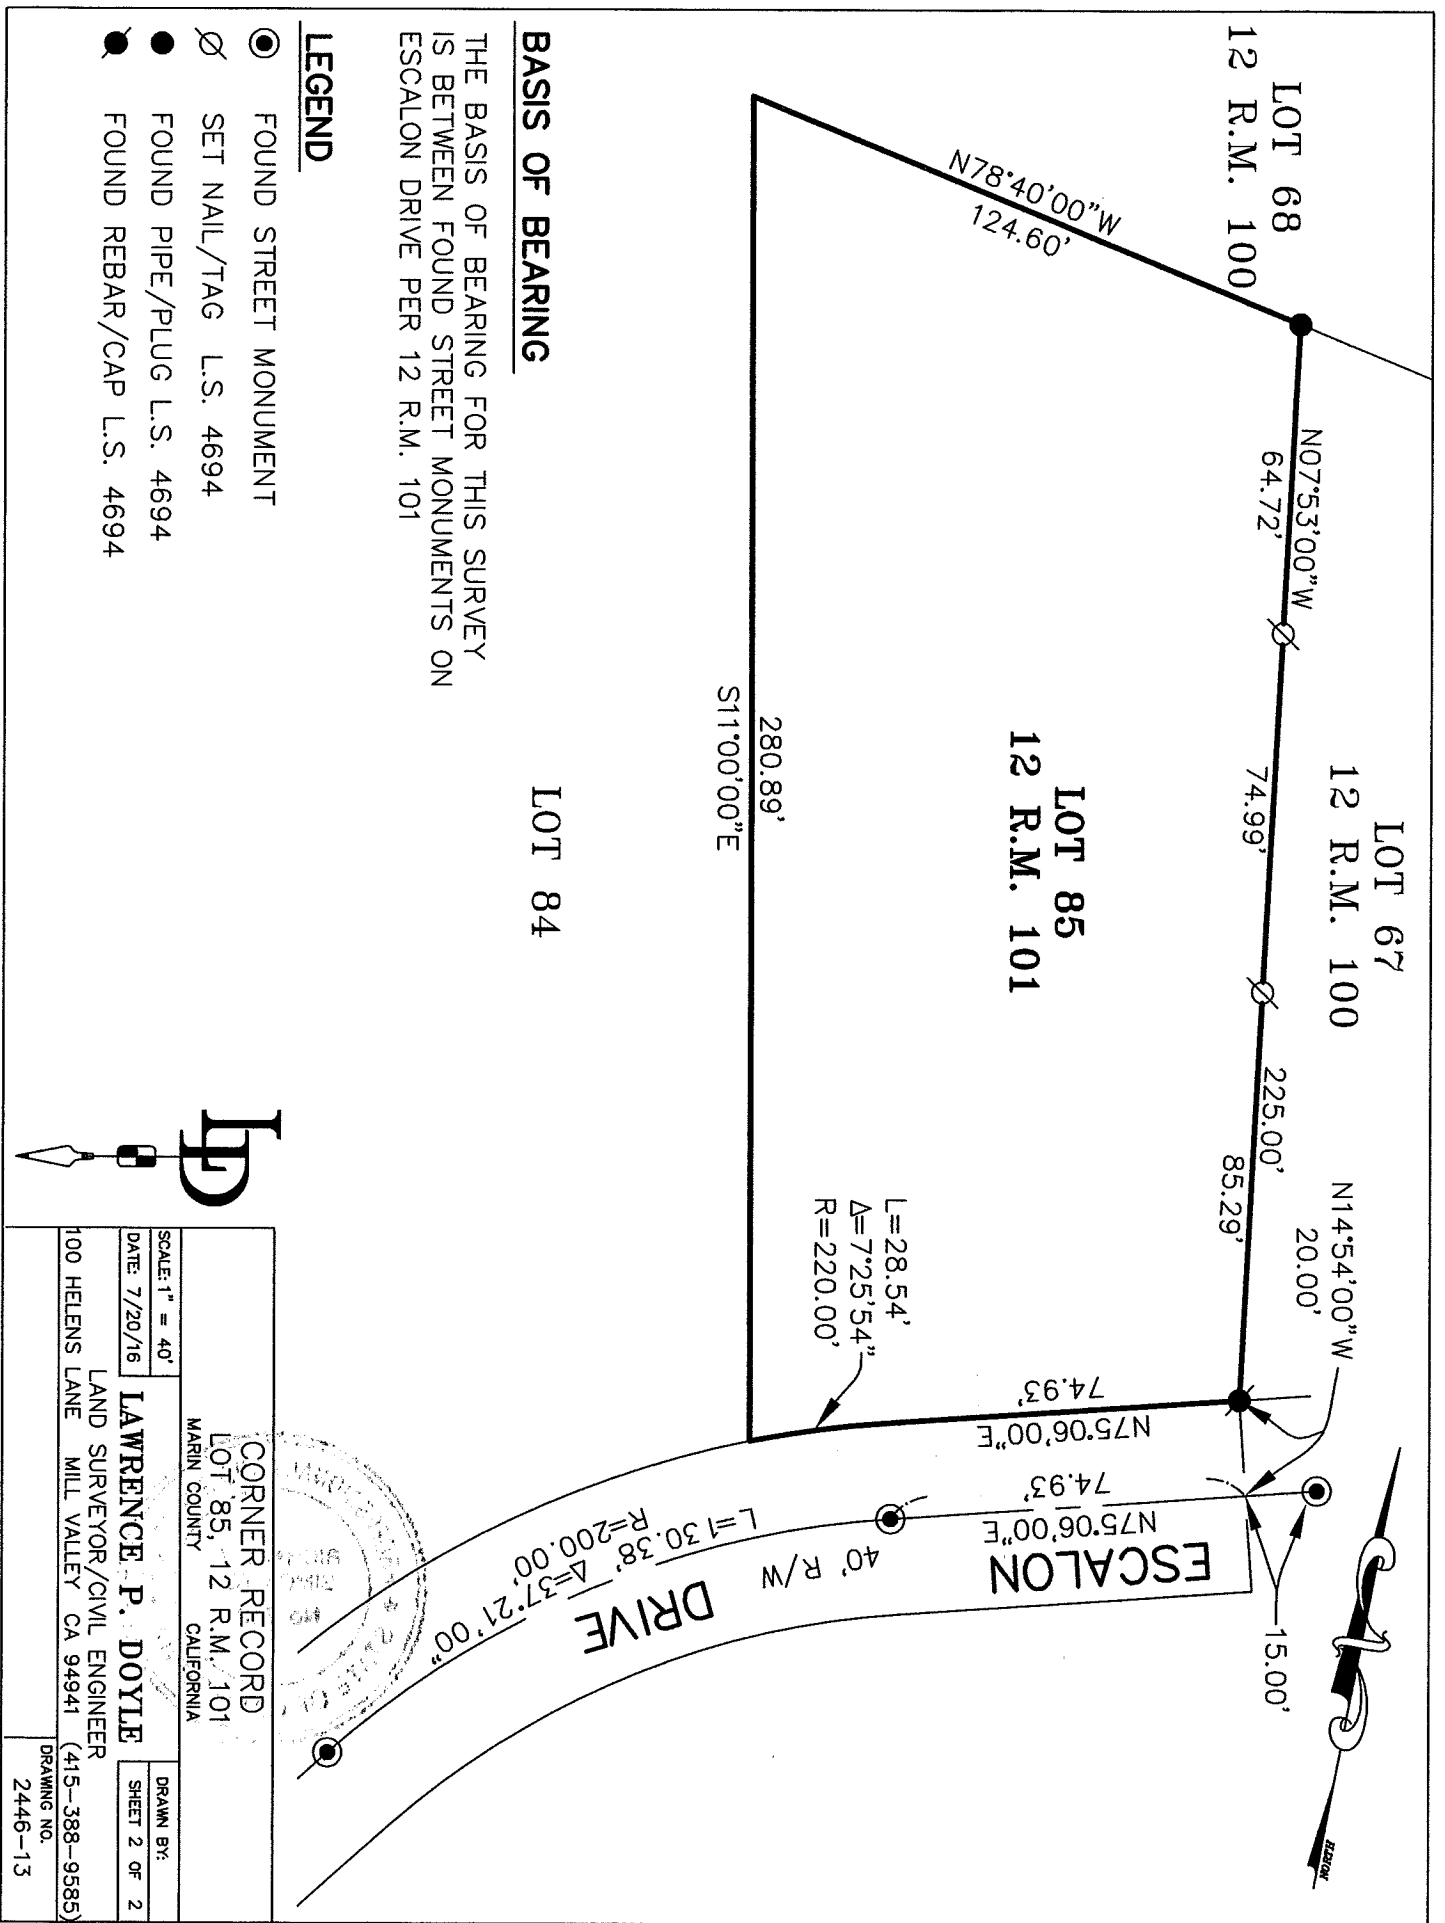 LOT 68
12 R.M. 100
LOT 67
12 R.M. 100
N78°40'00"W
124.60'
N07°53'00"W
64.72'
74.99'
225.00'
85.29'
N14°54'00"W
20.00'
15.00'
LOT 85
12 R.M. 101
280.89'
S11°00'00"E
LOT 84
L=28.54'
Δ=7°25'54"
R=220.00'
74.93'
N75°06'00"E
74.93'
N75°06'00"E
ESCALON
DRIVE
40' R/W
L=130.38' Δ=37°21'00"
R=200.00'
BASIS OF BEARING
THE BASIS OF BEARING FOR THIS SURVEY
IS BETWEEN FOUND STREET MONUMENTS ON
ESCALON DRIVE PER 12 R.M. 101
LEGEND
FOUND STREET MONUMENT
SET NAIL/TAG L.S. 4694
FOUND PIPE/PLUG L.S. 4694
FOUND REBAR/CAP L.S. 4694
LD
CORNER RECORD
LOT 85, 12 R.M. 101
MARIN COUNTY CALIFORNIA
SCALE: 1" = 40'
DRAWN BY:
DATE: 7/20/16
LAWRENCE P. DOYLE
SHEET 2 OF 2
LAND SURVEYOR/CIVIL ENGINEER
100 HELENS LANE MILL VALLEY CA 94941 (415-388-9585)
DRAWING NO.
2446-13